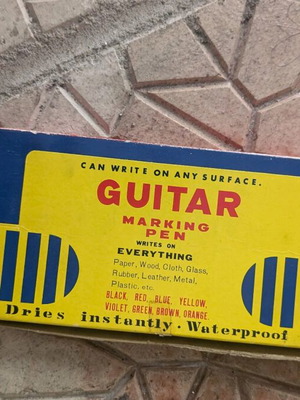 CAN WRITE ON ANY SURFACE.
GUITAR
MARKING
PEN
WRITES ON
EVERYTHING
Paper, Wood, Cloth, Glass,
Rubber, Leather, Metal,
Plastic. etc.
BLACK, RED, BLUE, YELLOW,
VIOLET, GREEN, BROWN, ORANGE.
Dries instantly · Waterproof